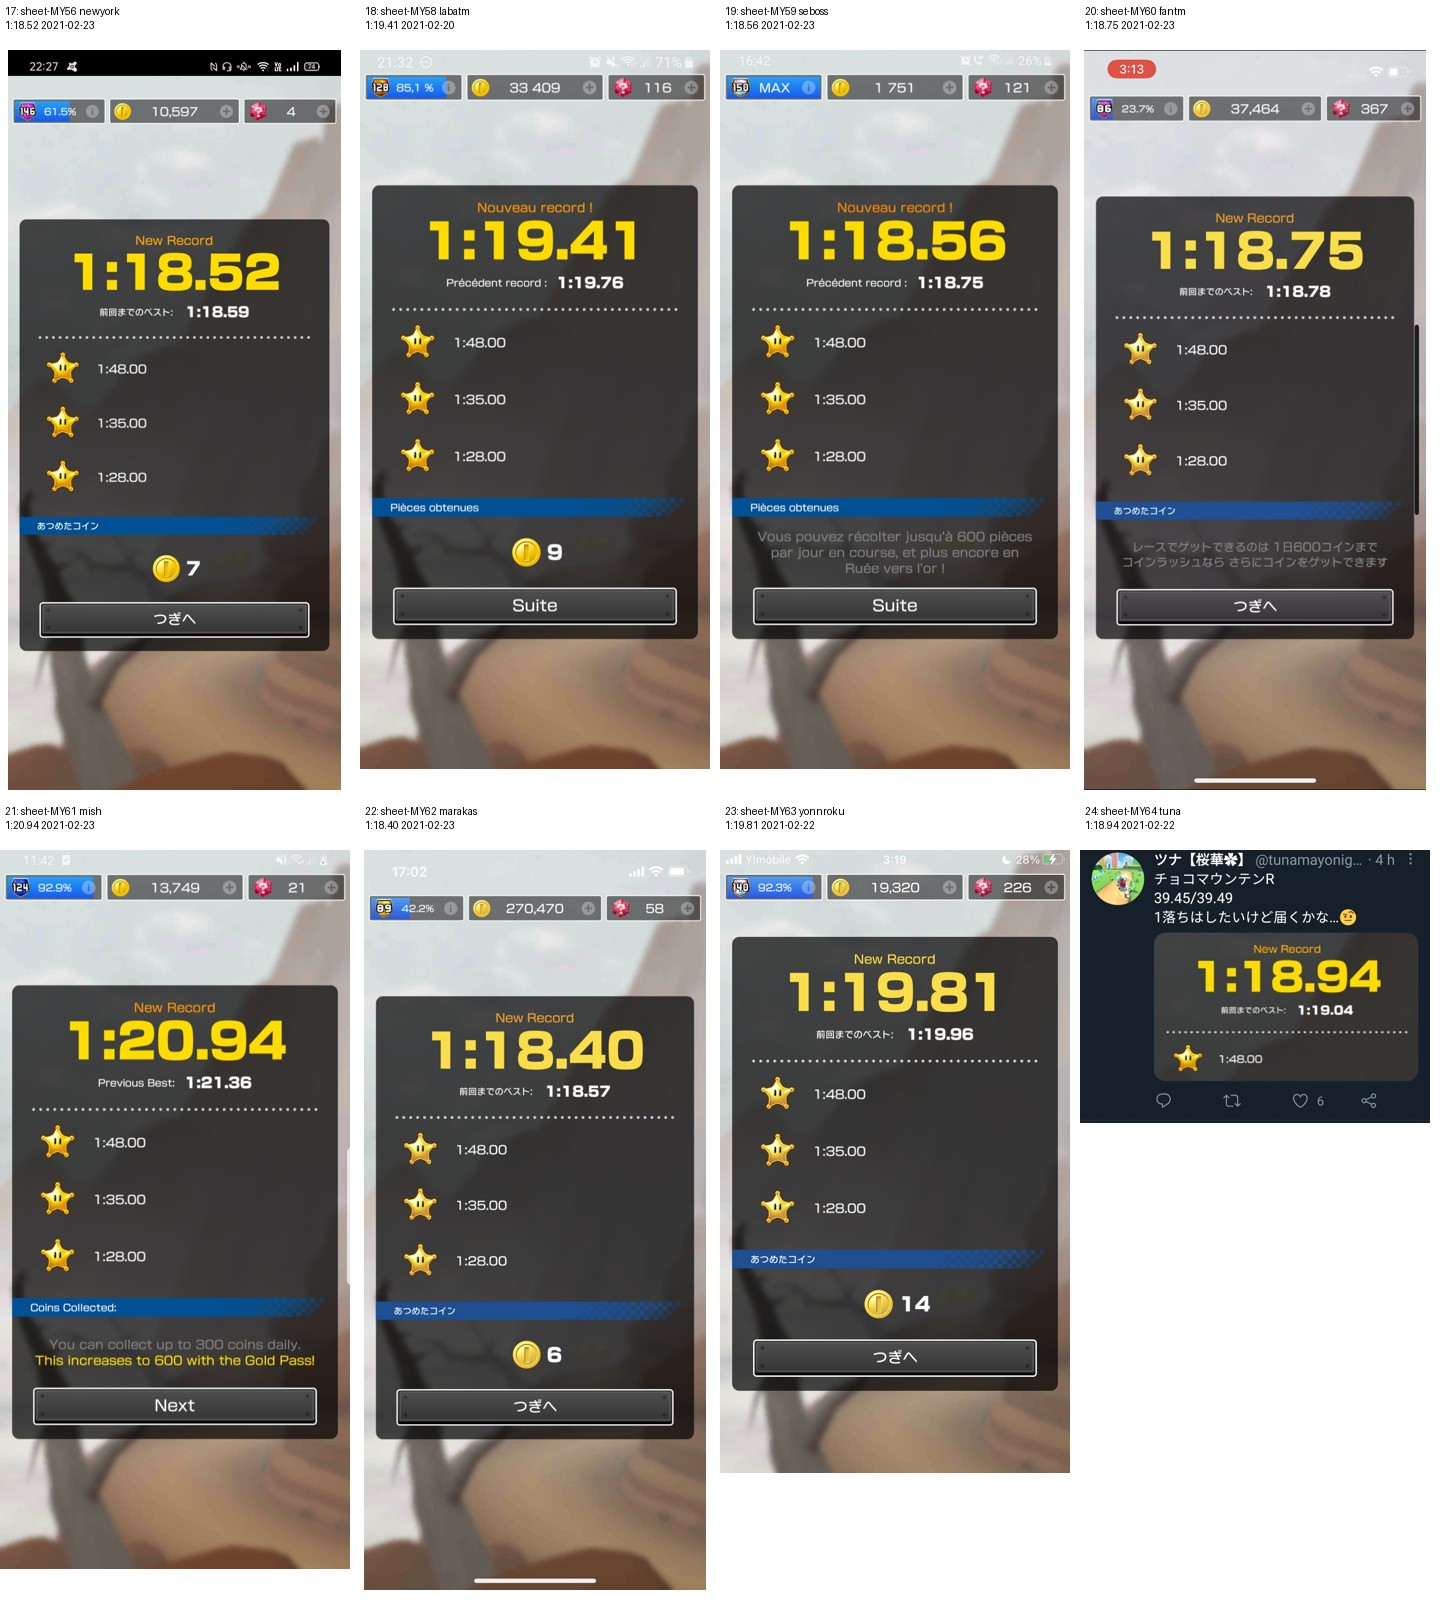 17: sheet-MY56 newyork
1:18.52 2021-02-23
22:27
74
146 61.5% 10,597 4
New Record
1:18.52
前回までのベスト: 1:18.59
1:48.00
1:35.00
1:28.00
あつめたコイン
7
つぎへ
18: sheet-MY58 labatm
1:19.41 2021-02-20
21:32 71%
128 85,1 % 33 409 116
Nouveau record !
1:19.41
Précédent record : 1:19.76
1:48.00
1:35.00
1:28.00
Pièces obtenues
9
Suite
19: sheet-MY59 seboss
1:18.56 2021-02-23
16:42 26%
150 MAX 1 751 121
Nouveau record !
1:18.56
Précédent record : 1:18.75
1:48.00
1:35.00
1:28.00
Pièces obtenues
Vous pouvez récolter jusqu'à 600 pièces
par jour en course, et plus encore en
Ruée vers l'or !
Suite
20: sheet-MY60 fantm
1:18.75 2021-02-23
3:13
86 23.7% 37,464 367
New Record
1:18.75
前回までのベスト: 1:18.78
1:48.00
1:35.00
1:28.00
あつめたコイン
レースでゲットできるのは 1日600コインまで
コインラッシュなら さらにコインをゲットできます
つぎへ
21: sheet-MY61 mish
1:20.94 2021-02-23
11:42
124 92.9% 13,749 21
New Record
1:20.94
Previous Best: 1:21.36
1:48.00
1:35.00
1:28.00
Coins Collected:
You can collect up to 300 coins daily.
This increases to 600 with the Gold Pass!
Next
22: sheet-MY62 marakas
1:18.40 2021-02-23
17:02
89 42.2% 270,470 58
New Record
1:18.40
前回までのベスト: 1:18.57
1:48.00
1:35.00
1:28.00
あつめたコイン
6
つぎへ
23: sheet-MY63 yonnroku
1:19.81 2021-02-22
Y!mobile 3:19 28%
140 92.3% 19,320 226
New Record
1:19.81
前回までのベスト: 1:19.96
1:48.00
1:35.00
1:28.00
あつめたコイン
14
つぎへ
24: sheet-MY64 tuna
1:18.94 2021-02-22
ツナ【桜華✽】 @tunamayonig… · 4 h
チョコマウンテンR
39.45/39.49
1落ちはしたいけど届くかな…🤨
New Record
1:18.94
前回までのベスト: 1:19.04
1:48.00
6